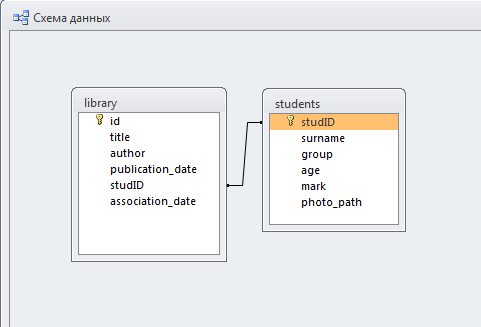 Схема данных
library
id
title
author
publication_date
studID
association_date
students
studID
surname
group
age
mark
photo_path